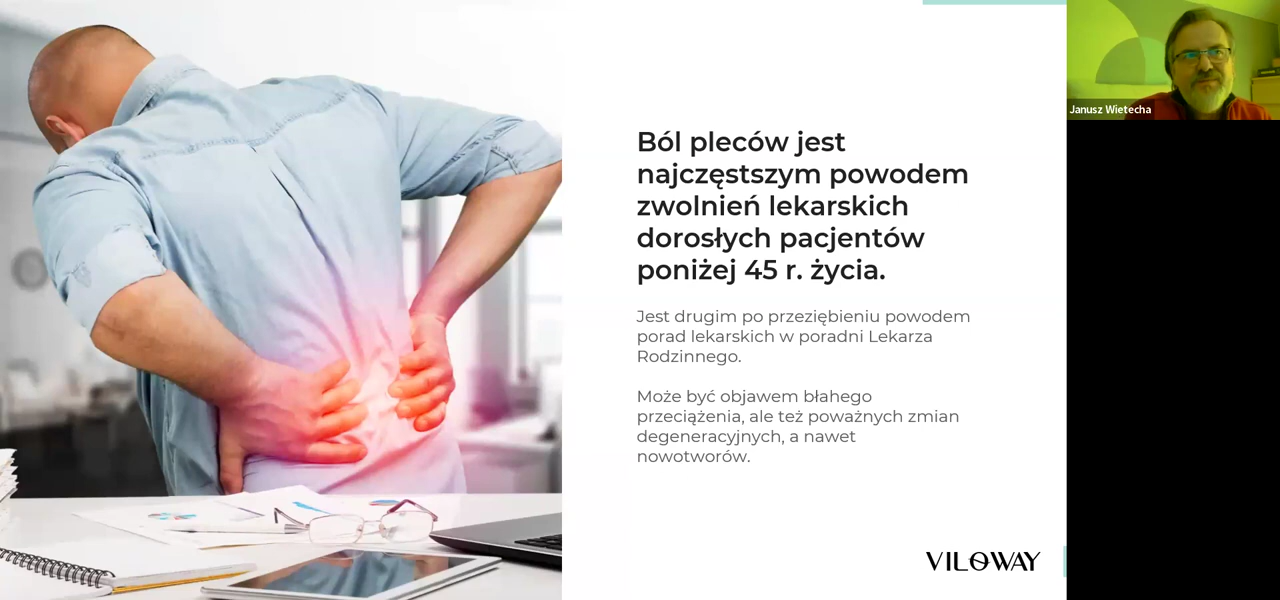 Ból pleców jest
najczęstszym powodem
zwolnień lekarskich
dorosłych pacjentów
poniżej 45 r. życia.
Jest drugim po przeziębieniu powodem
porad lekarskich w poradni Lekarza
Rodzinnego.
Może być objawem błahego
przeciążenia, ale też poważnych zmian
degeneracyjnych, a nawet
nowotworów.
VILOWAY
Janusz Wietecha